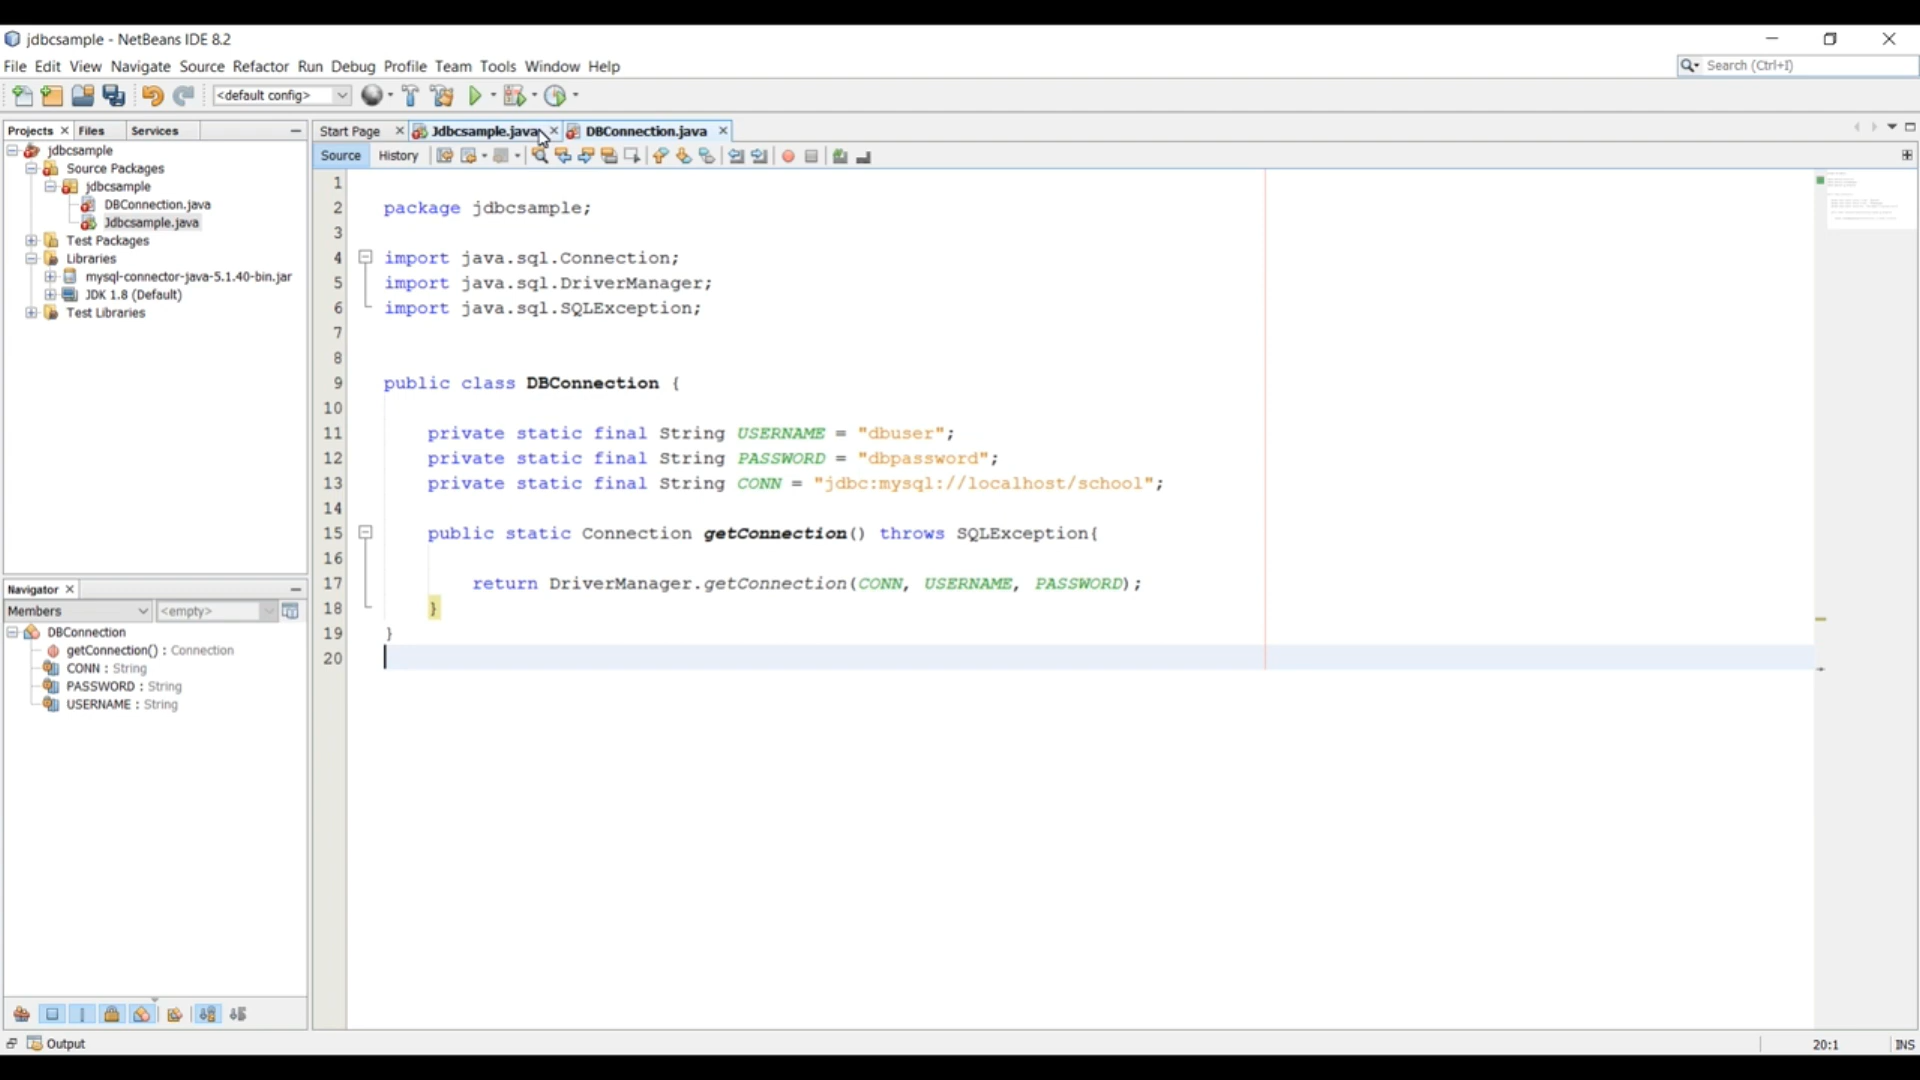 jdbcsample - NetBeans IDE 8.2
File Edit View Navigate Source Refactor Run Debug Profile Team Tools Window Help
Search (Ctrl+I)
<default config>
Projects Files Services
jdbcsample
Source Packages
jdbcsample
DBConnection.java
Jdbcsample.java
Test Packages
Libraries
mysql-connector-java-5.1.40-bin.jar
JDK 1.8 (Default)
Test Libraries
Navigator
Members <empty>
DBConnection
getConnection() : Connection
CONN : String
PASSWORD : String
USERNAME : String
Start Page Jdbcsample.java DBConnection.java
Source History
1
2 package jdbcsample;
3
4 import java.sql.Connection;
5 import java.sql.DriverManager;
6 import java.sql.SQLException;
7
8
9 public class DBConnection {
10
11 private static final String USERNAME = "dbuser";
12 private static final String PASSWORD = "dbpassword";
13 private static final String CONN = "jdbc:mysql://localhost/school";
14
15 public static Connection getConnection() throws SQLException{
16
17 return DriverManager.getConnection(CONN, USERNAME, PASSWORD);
18 }
19 }
20
Output
20:1 INS